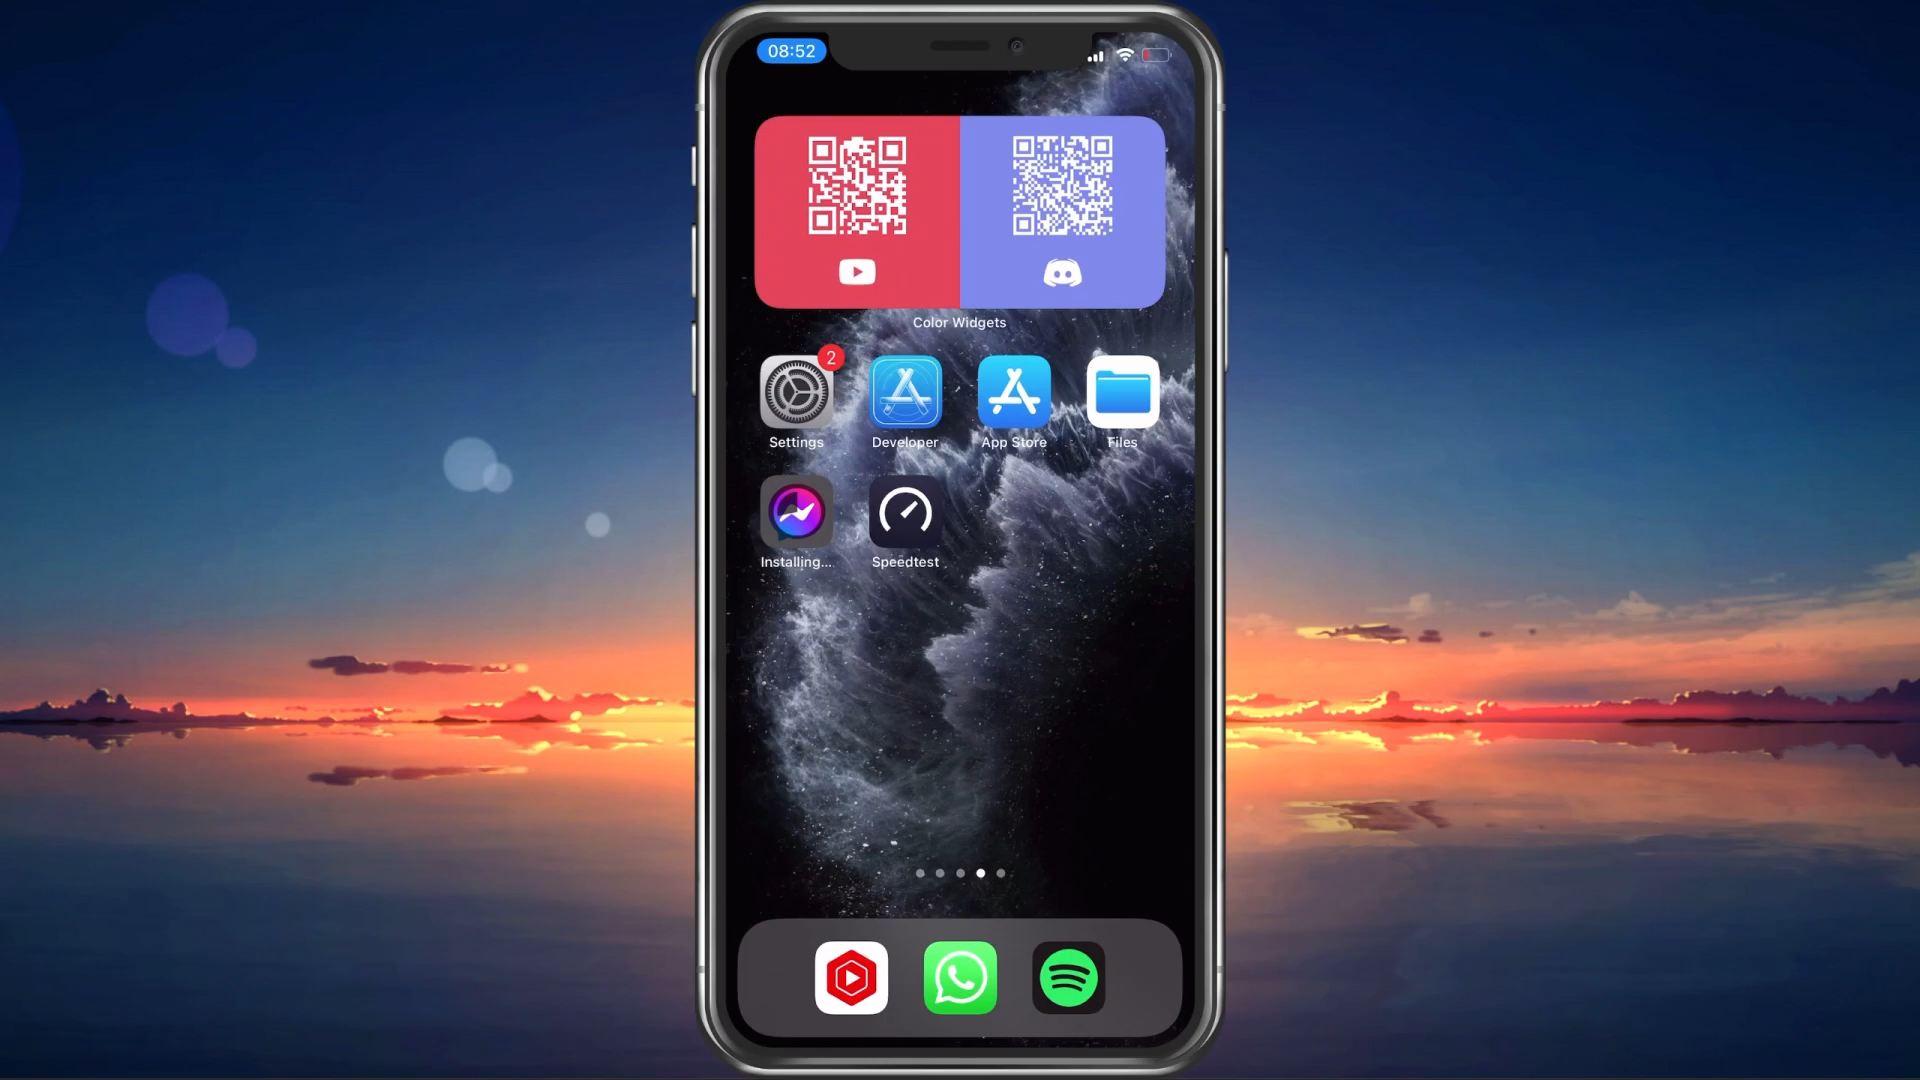 08:52
Color Widgets
2
Settings
Developer
App Store
Files
Installing...
Speedtest